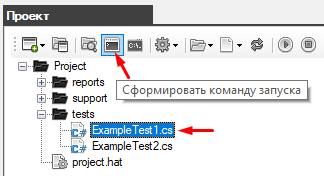 Проект
Сформировать команду запуска
Project
reports
support
tests
ExampleTest1.cs
ExampleTest2.cs
project.hat